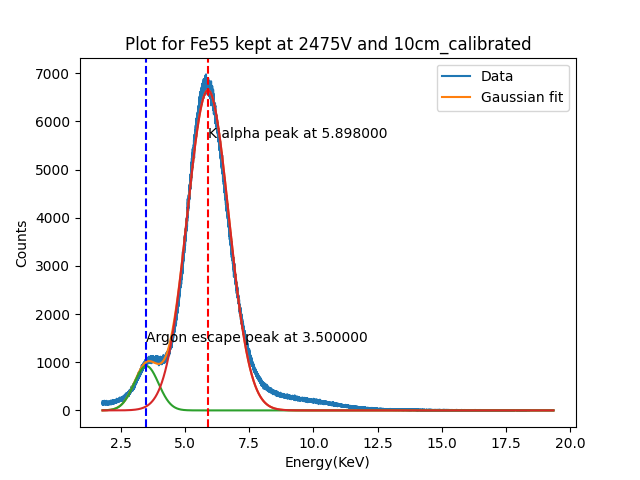 Plot for Fe55 kept at 2475V and 10cm_calibrated
Data
Gaussian fit
7000
6000
5000
4000
3000
2000
1000
0
Counts
K alpha peak at 5.898000
Argon escape peak at 3.500000
2.5 5.0 7.5 10.0 12.5 15.0 17.5 20.0
Energy(KeV)